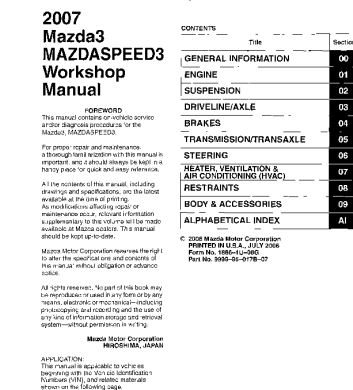 2007
Mazda3
MAZDASPEED3
Workshop
Manual
FOREWORD
This manual contains on-vehicle service
and/or diagnosis procedures for the
Mazda3, MAZDASPEED3.
For proper repair and maintenance,
a thorough familiarization with this manual is
important, and it should always be kept in a
handy place for quick and easy reference.
All the contents of this manual, including
drawings and specifications, are the latest
available at the time of printing.
As modifications affecting repair or
maintenance occur, relevant information
supplementary to this volume will be made
available at Mazda dealers. This manual
should be kept up-to-date.
Mazda Motor Corporation reserves the right
to alter the specifications and contents of
this manual without obligation or advance
notice.
All rights reserved. No part of this book may
be reproduced or used in any form or by any
means, electronic or mechanical—including
photocopying and recording and the use of
any kind of information storage and retrieval
system—without permission in writing.
Mazda Motor Corporation
HIROSHIMA, JAPAN
APPLICATION:
This manual is applicable to vehicles
beginning with the Vehicle Identification
Numbers (VIN), and related materials
shown on the following page.
CONTENTS
Title Section
GENERAL INFORMATION 00
ENGINE 01
SUSPENSION 02
DRIVELINE/AXLE 03
BRAKES 04
TRANSMISSION/TRANSAXLE 05
STEERING 06
HEATER, VENTILATION &
AIR CONDITIONING (HVAC) 07
RESTRAINTS 08
BODY & ACCESSORIES 09
ALPHABETICAL INDEX AI
© 2006 Mazda Motor Corporation
PRINTED IN U.S.A., JULY 2006
Form No. 1886–1U–06G
Part No. 9999–95–017B–07